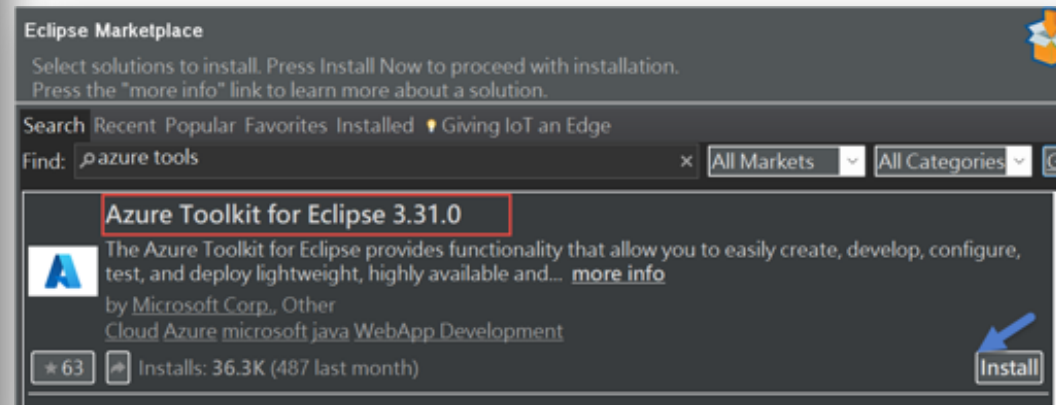 Eclipse Marketplace
Select solutions to install. Press Install Now to proceed with installation.
Press the "more info" link to learn more about a solution.
Search Recent Popular Favorites Installed Giving IoT an Edge
Find: azure tools × All Markets All Categories
Azure Toolkit for Eclipse 3.31.0
The Azure Toolkit for Eclipse provides functionality that allow you to easily create, develop, configure,
test, and deploy lightweight, highly available and... more info
by Microsoft Corp., Other
Cloud Azure microsoft java WebApp Development
63 Installs: 36.3K (487 last month) Install